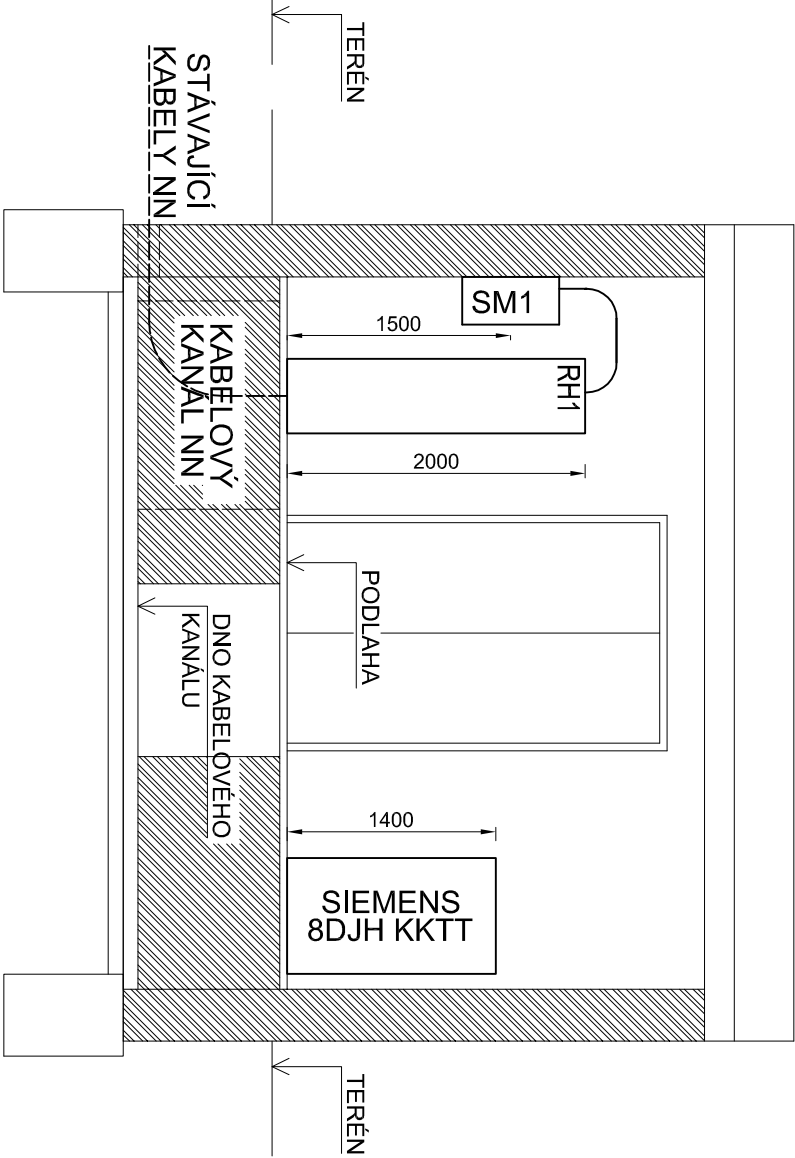 TERÉN
STÁVAJÍCÍ
KABELY NN
SM1
1500
RH1
KABELOVÝ
KANÁL NN
2000
PODLAHA
DNO KABELOVÉHO
KANÁLU
1400
SIEMENS
8DJH KKTT
TERÉN